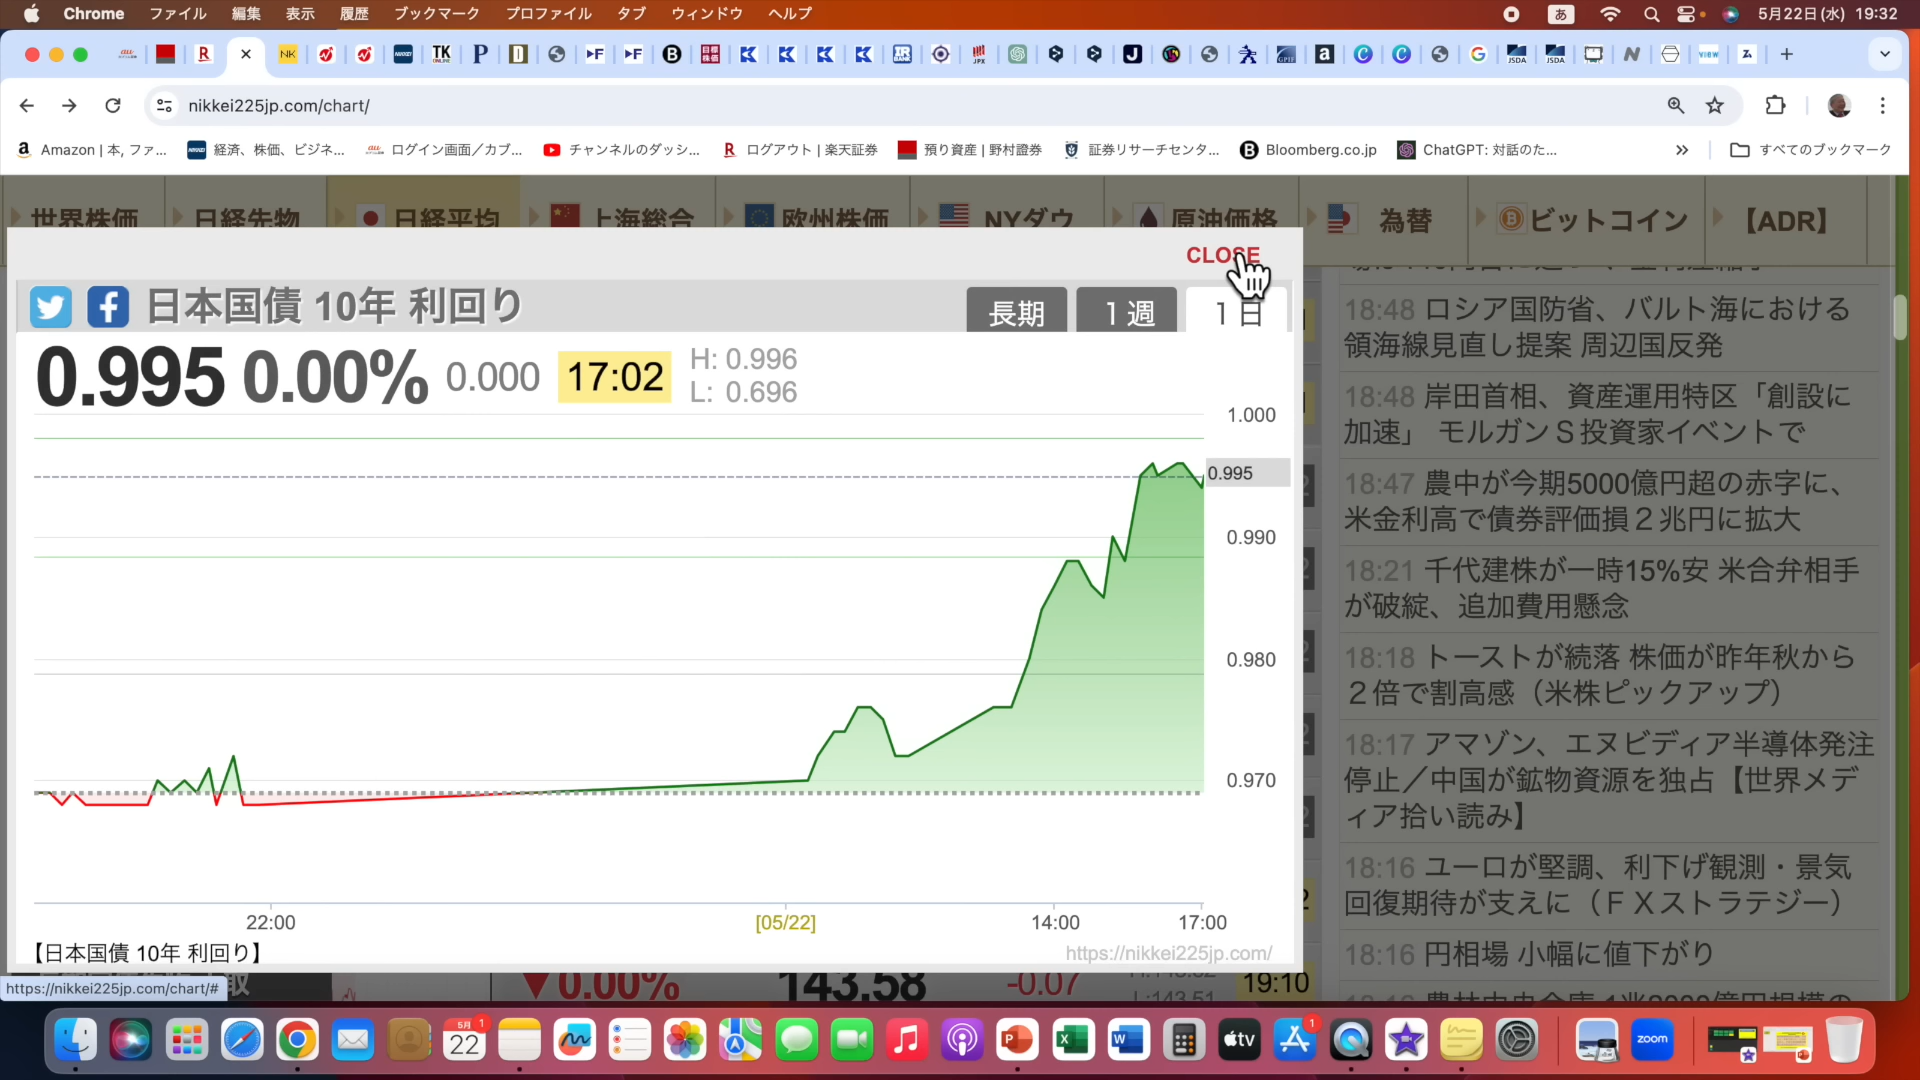 Chrome ファイル 編集 表示 履歴 ブックマーク プロファイル タブ ウィンドウ ヘルプ あ 5月22日(水) 19:32
nikkei225jp.com/chart/
a Amazon | 本, ファ... 経済、株価、ビジネ... ログイン画面／カブ... チャンネルのダッシ... R ログアウト | 楽天証券 預り資産 | 野村證券 証券リサーチセンタ... B Bloomberg.co.jp ChatGPT: 対話のた... すべてのブックマーク
世界株価 日経先物 日経平均 上海総合 欧州株価 NYダウ 原油価格 為替 ビットコイン 【ADR】
CLOSE
日本国債 10年 利回り 長期 1 週 1 日
0.995 0.00% 0.000 17:02 H: 0.996
L: 0.696
1.000
0.995
0.990
0.980
0.970
22:00 [05/22] 14:00 17:00
【日本国債 10年 利回り】 https://nikkei225jp.com/
https://nikkei225jp.com/chart/# 取 ▼0.00% 143.58 -0.07 L:143.51 19:10
18:48 ロシア国防省、バルト海における
領海線見直し提案 周辺国反発
18:48 岸田首相、資産運用特区「創設に
加速」 モルガンＳ投資家イベントで
18:47 農中が今期5000億円超の赤字に、
米金利高で債券評価損２兆円に拡大
18:21 千代建株が一時15%安 米合弁相手
が破綻、追加費用懸念
18:18 トーストが続落 株価が昨年秋から
２倍で割高感（米株ピックアップ）
18:17 アマゾン、エヌビディア半導体発注
停止／中国が鉱物資源を独占【世界メデ
ィア拾い読み】
18:16 ユーロが堅調、利下げ観測・景気
回復期待が支えに（ＦＸストラテジー）
18:16 円相場 小幅に値下がり
5月 22 1 tv 1 zoom